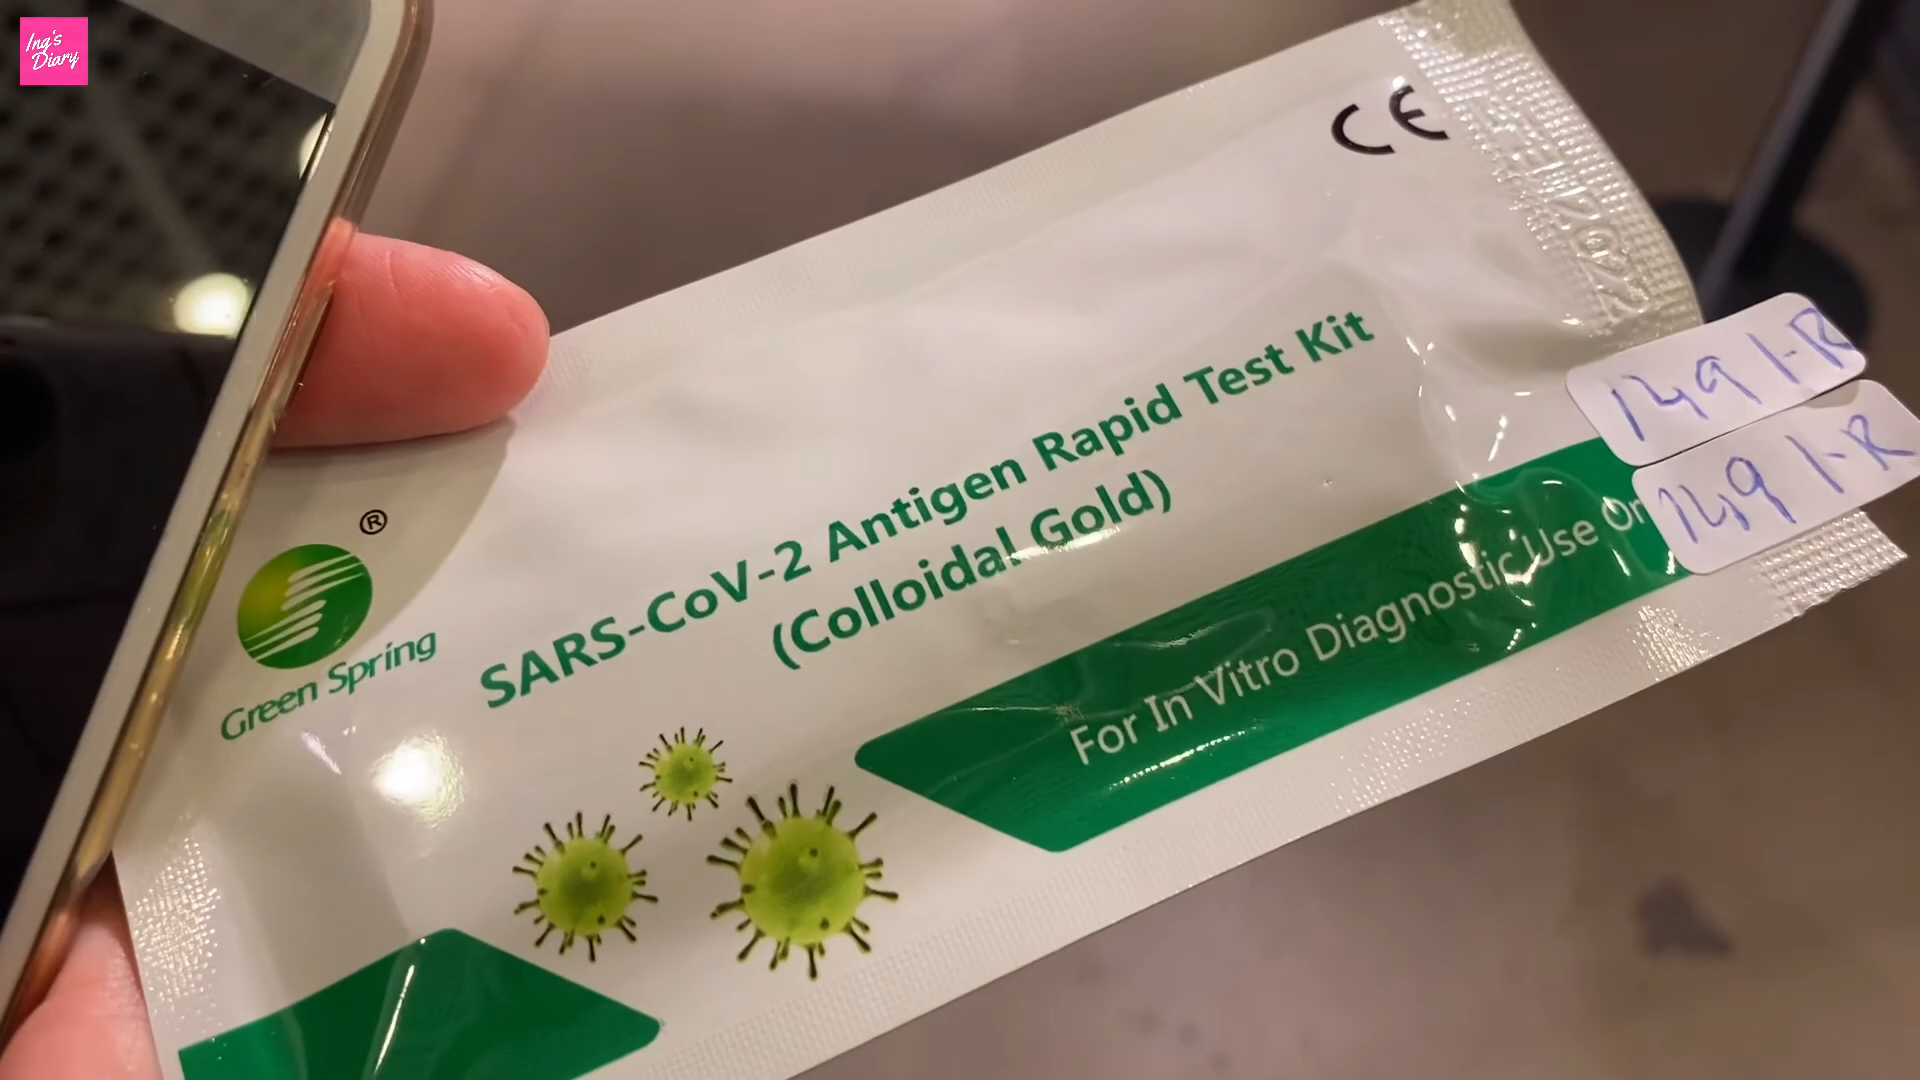 Ing's
Diary
CE
2022
1491-R
1491-R
®
Green Spring
SARS-CoV-2 Antigen Rapid Test Kit
(Colloidal Gold)
For In Vitro Diagnostic Use